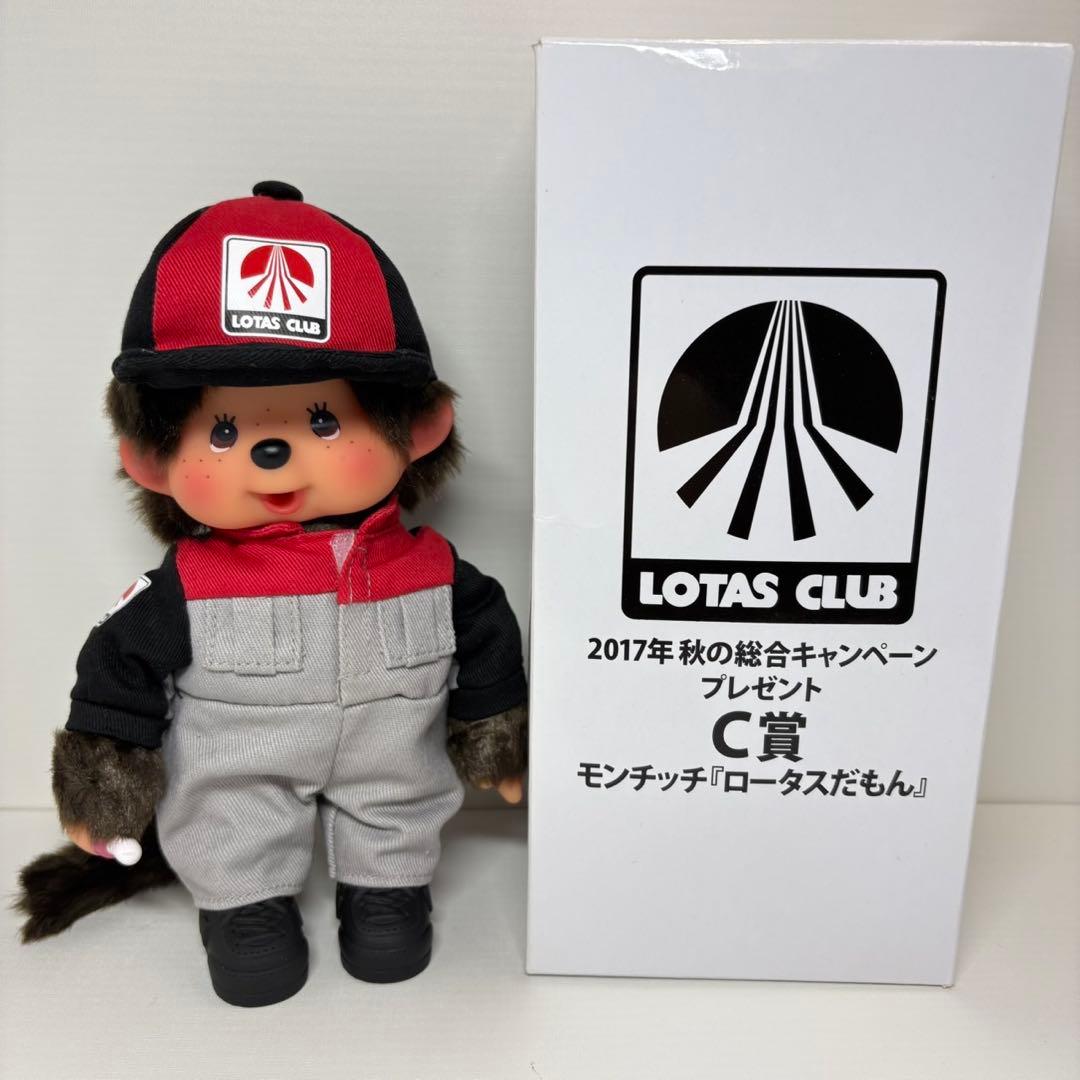 LOTAS CLUB
LOTAS CLUB
2017年 秋の総合キャンペーン
プレゼント
C賞
モンチッチ『ロータスだもん』